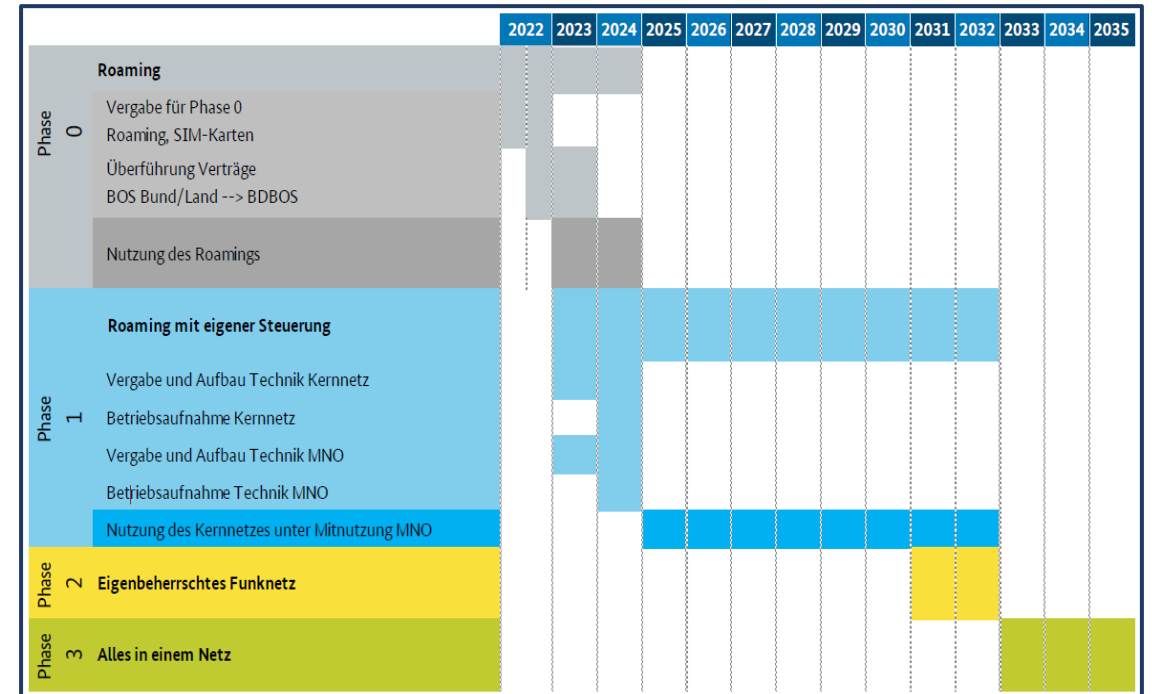 2022 2023 2024 2025 2026 2027 2028 2029 2030 2031 2032 2033 2034 2035
Phase 0
Roaming
Vergabe für Phase 0
Roaming, SIM-Karten
Überführung Verträge
BOS Bund/Land --> BDBOS
Nutzung des Roamings
Phase 1
Roaming mit eigener Steuerung
Vergabe und Aufbau Technik Kernnetz
Betriebsaufnahme Kernnetz
Vergabe und Aufbau Technik MNO
Betriebsaufnahme Technik MNO
Nutzung des Kernnetzes unter Mitnutzung MNO
Phase 2
Eigenbeherrschtes Funknetz
Phase 3
Alles in einem Netz